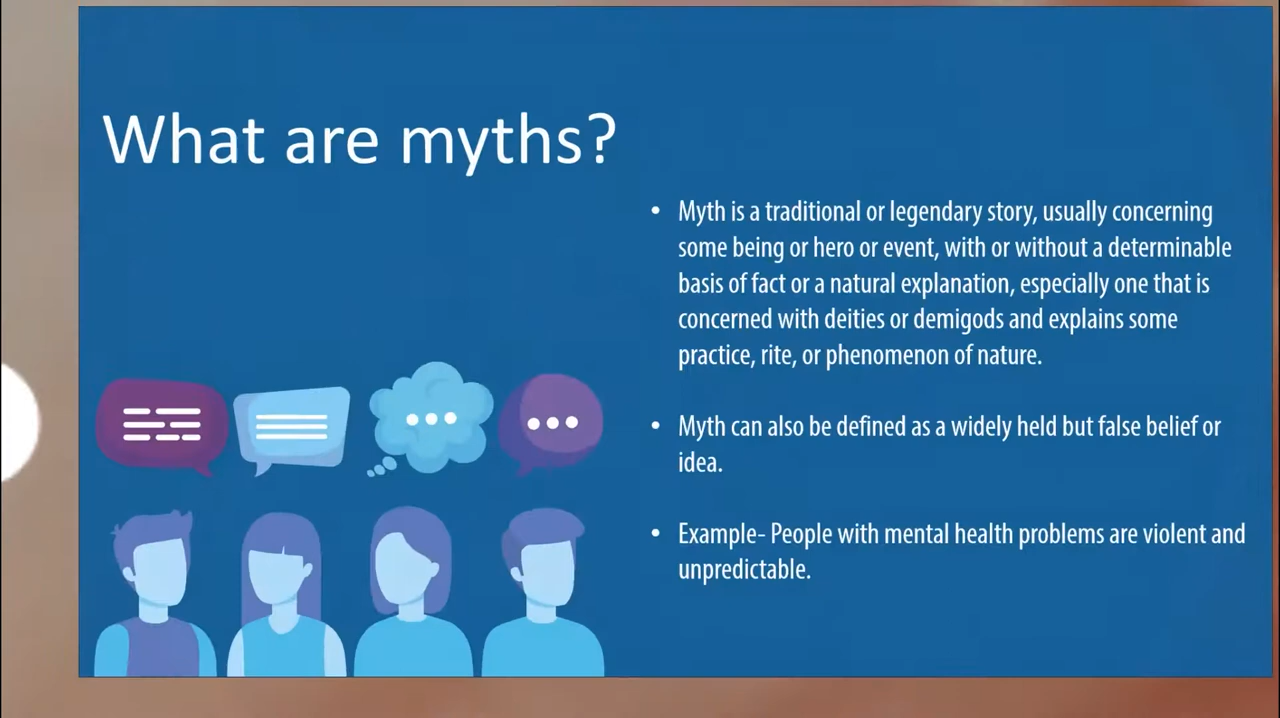 What are myths?
• Myth is a traditional or legendary story, usually concerning
some being or hero or event, with or without a determinable
basis of fact or a natural explanation, especially one that is
concerned with deities or demigods and explains some
practice, rite, or phenomenon of nature.
• Myth can also be defined as a widely held but false belief or
idea.
• Example- People with mental health problems are violent and
unpredictable.